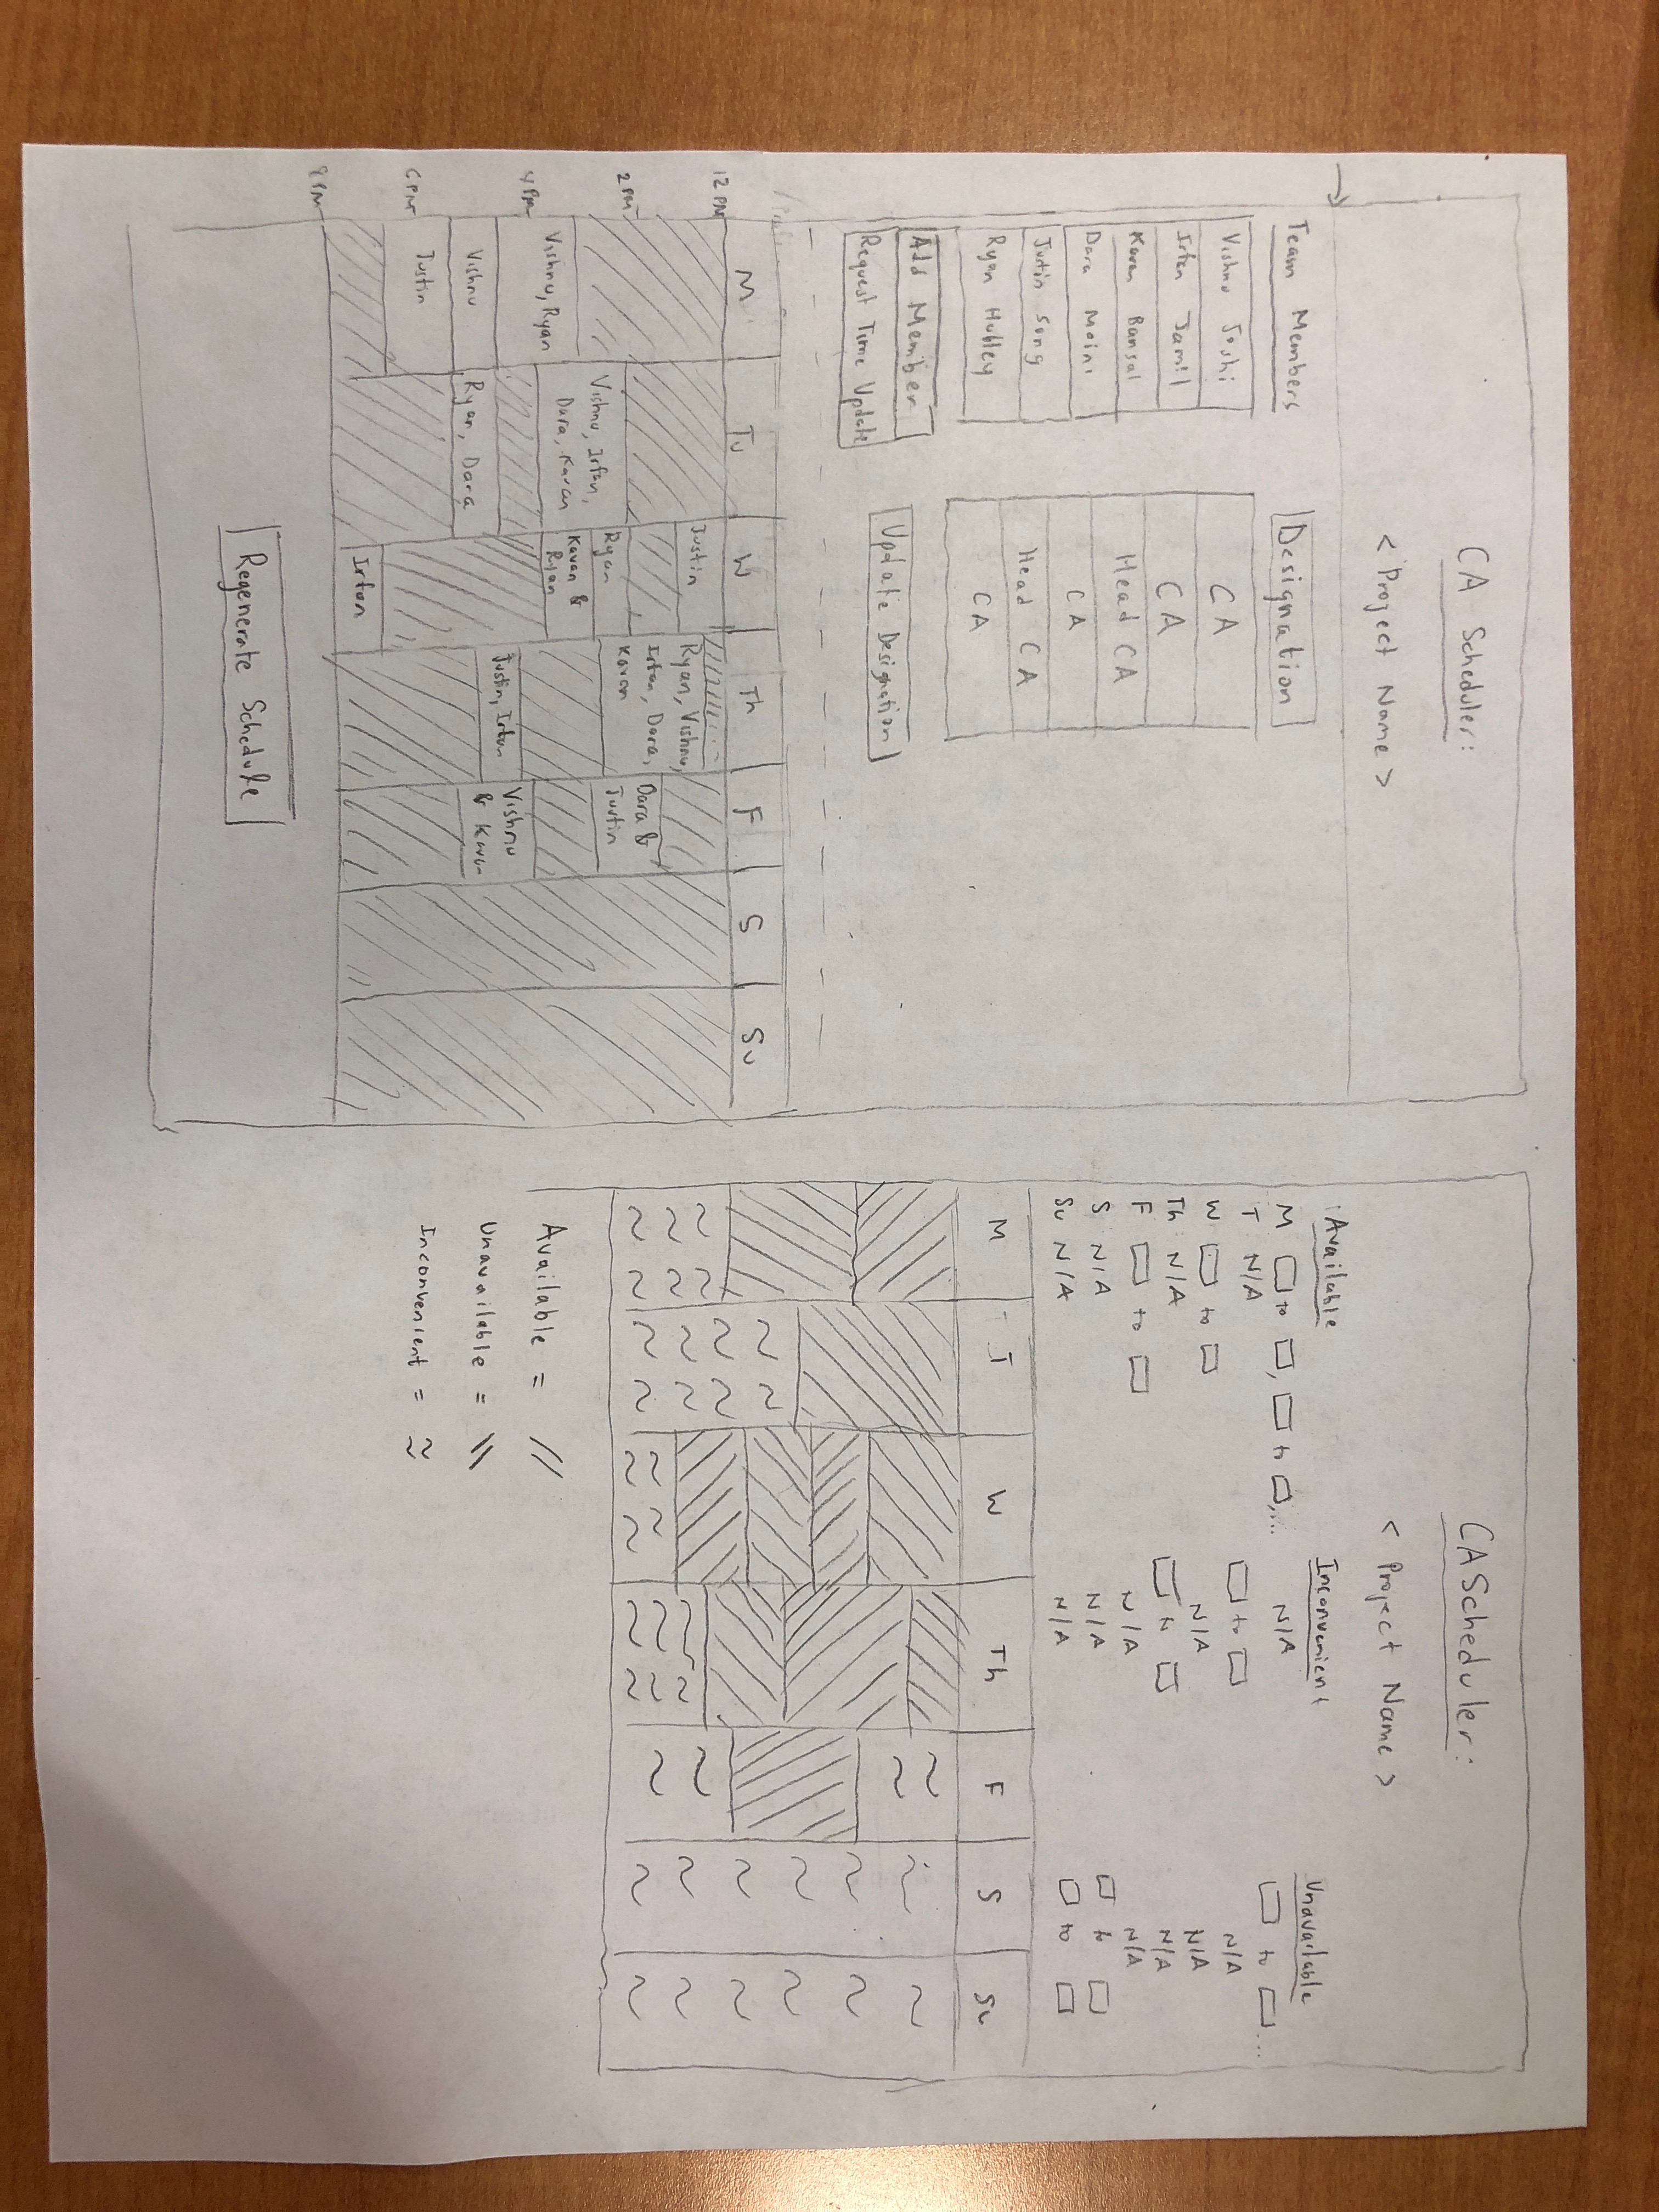 CA Scheduler:
< Project Name >
Team Members
Designation
Vishnu Joshi
CA
Irfan Jamil
CA
Karan Bansal
Head CA
Dara Moini
CA
Justin Song
Head CA
Ryan Hubley
CA
Add Member
Request Time Update
Update Designation
M Tu W Th F S Su
12 PM
2 PM
4 PM
6 PM
Vishnu, Ryan
Vishnu
Justin
Vishnu, Irfan,
Dara, Karan
Ryan, Dara
Justin
Ryan
Karan &
Ryan
Irfan
Ryan, Vishnu,
Irfan, Dara,
Karan
Justin, Irfan
Dara &
Justin
Vishnu
& Karan
Regenerate Schedule
CA Scheduler:
< Project Name >
Available
M to , to ,...
T N/A
W to
Th N/A
F to
S N/A
Su N/A
Inconvenient
N/A
to
N/A
to
N/A
N/A
N/A
Unavailable
to ...
N/A
N/A
N/A
N/A
to
to
M T W Th F S Su
Available = //
Unavailable = \\
Inconvenient = ~~